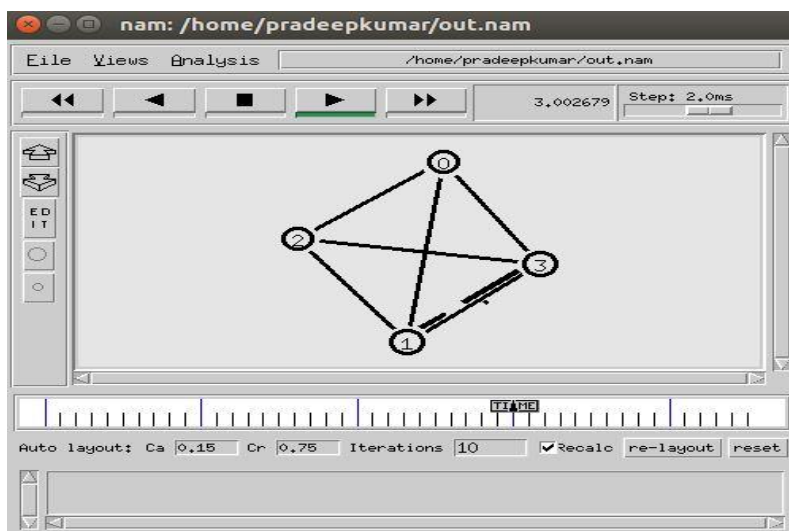 nam: /home/pradeepkumar/out.nam
File Views Analysis /home/pradeepkumar/out.nam
3.002679 Step: 2.0ms
ED
IT
0
2
3
1
TIME
Auto layout: Ca 0.15 Cr 0.75 Iterations 10 Recalc re-layout reset